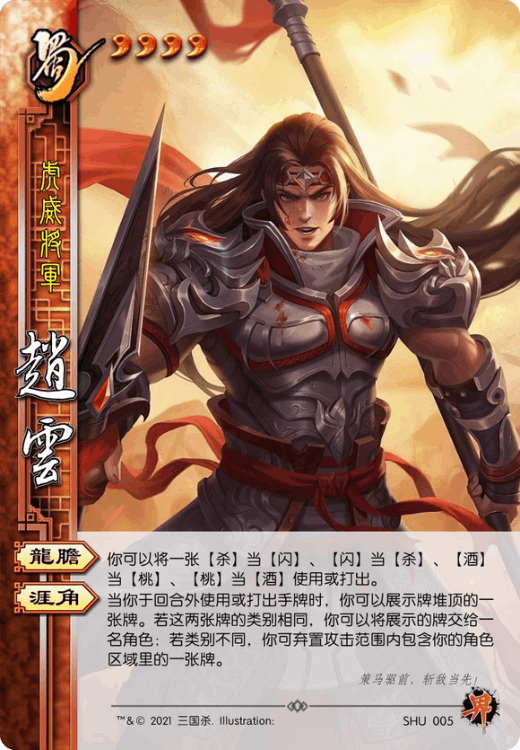 蜀
虎威將軍
趙雲
龍膽
你可以将一张【杀】当【闪】、【闪】当【杀】、【酒】
当【桃】、【桃】当【酒】使用或打出。
涯角
当你于回合外使用或打出手牌时，你可以展示牌堆顶的一
张牌。若这两张牌的类别相同，你可以将展示的牌交给一
名角色；若类别不同，你可弃置攻击范围内包含你的角色
区域里的一张牌。
策马驱前，斩敌当先！
™&© 2021 三国杀. Illustration:
SHU 005
界